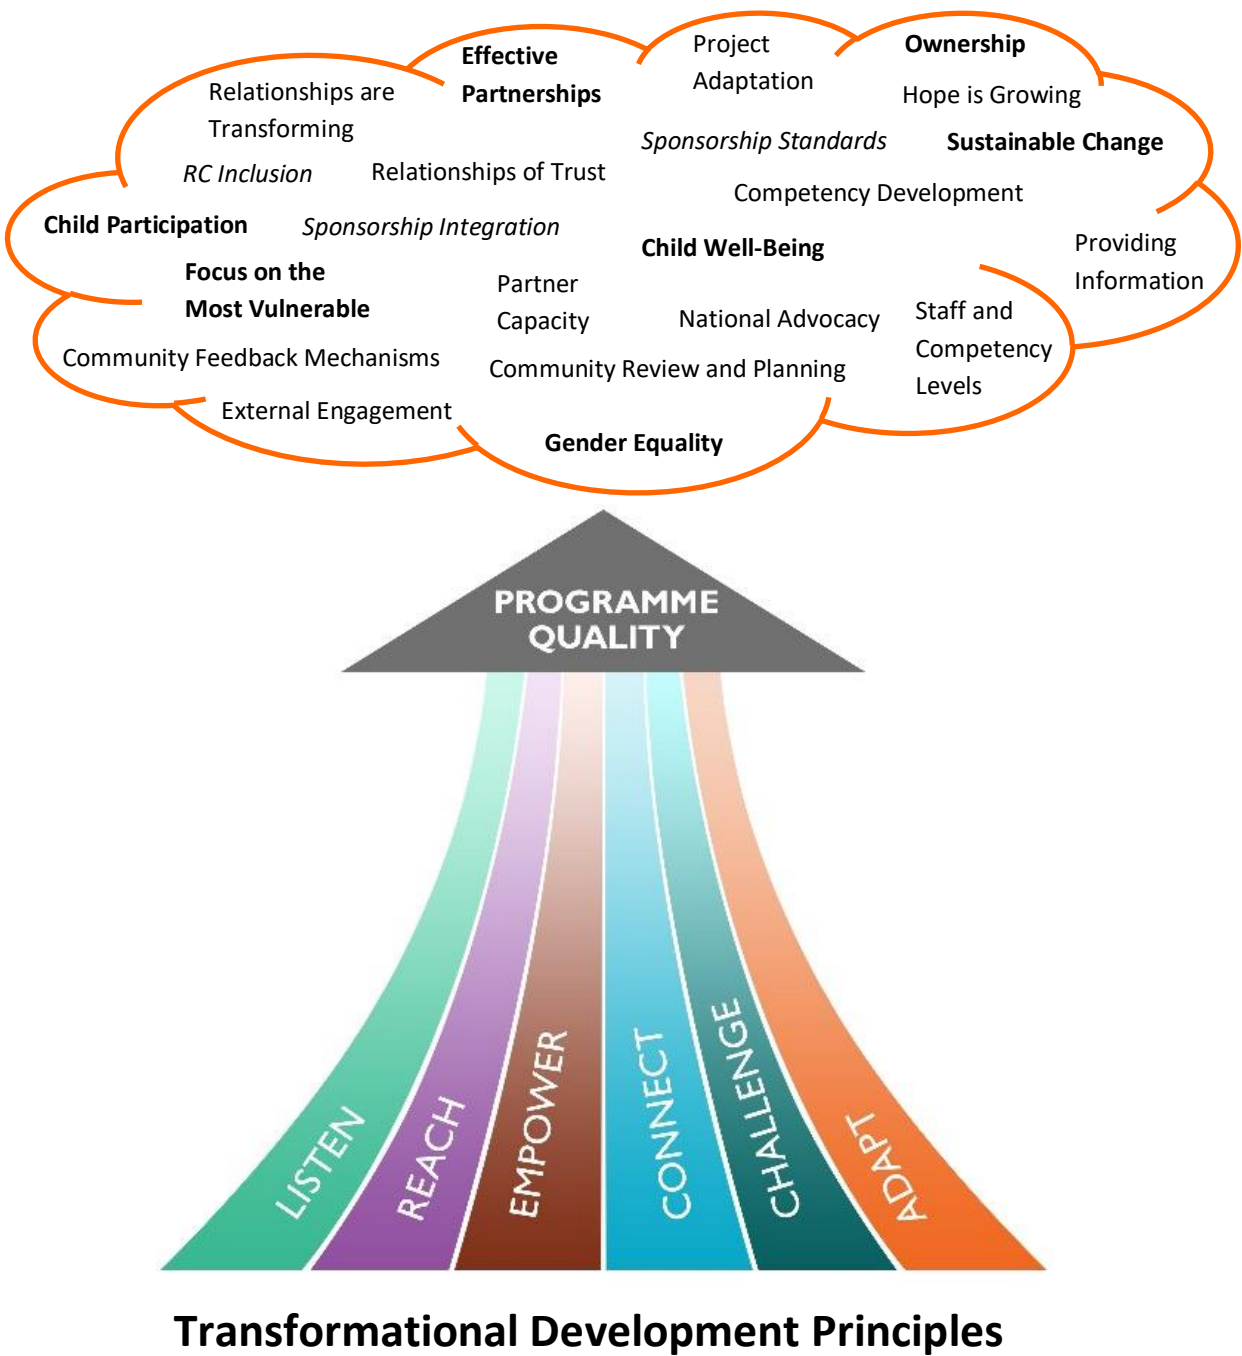 Effective
Partnerships
Project
Adaptation
Ownership
Relationships are
Transforming
Hope is Growing
RC Inclusion
Relationships of Trust
Sponsorship Standards
Sustainable Change
Competency Development
Child Participation
Sponsorship Integration
Child Well-Being
Providing
Information
Focus on the
Most Vulnerable
Partner
Capacity
National Advocacy
Staff and
Competency
Levels
Community Feedback Mechanisms
Community Review and Planning
External Engagement
Gender Equality
PROGRAMME
QUALITY
LISTEN
REACH
EMPOWER
CONNECT
CHALLENGE
ADAPT
Transformational Development Principles